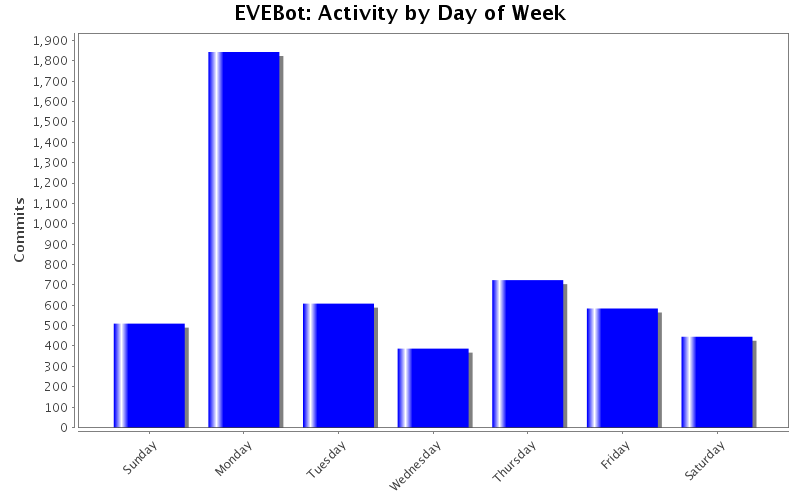 EVEBot: Activity by Day of Week
1,900
1,800
1,700
1,600
1,500
1,400
1,300
1,200
1,100
1,000
900
800
700
600
500
400
300
200
100
0
Commits
Sunday
Monday
Tuesday
Wednesday
Thursday
Friday
Saturday